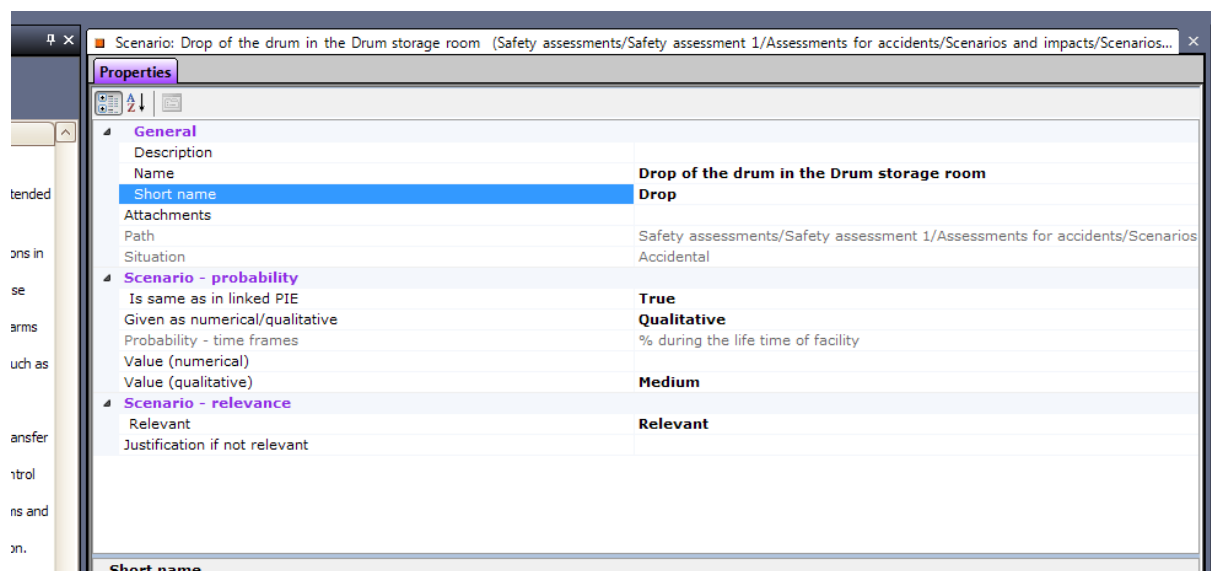 Scenario: Drop of the drum in the Drum storage room (Safety assessments/Safety assessment 1/Assessments for accidents/Scenarios and impacts/Scenarios...
Properties
General
Description
Name Drop of the drum in the Drum storage room
Short name Drop
Attachments
Path Safety assessments/Safety assessment 1/Assessments for accidents/Scenarios
Situation Accidental
Scenario - probability
Is same as in linked PIE True
Given as numerical/qualitative Qualitative
Probability - time frames % during the life time of facility
Value (numerical)
Value (qualitative) Medium
Scenario - relevance
Relevant Relevant
Justification if not relevant
Short name
tended
ons in
se
arms
uch as
ansfer
ntrol
ns and
on.